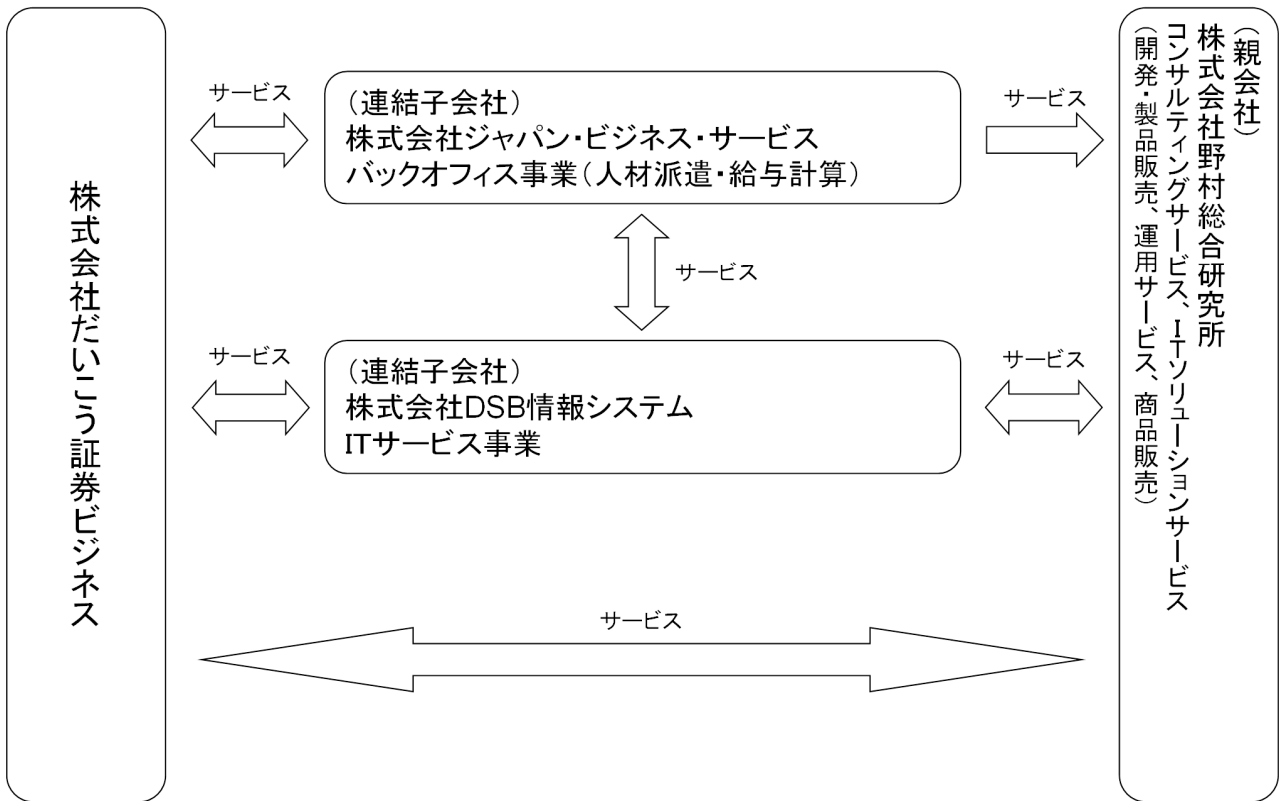 株式会社だいこう証券ビジネス
サービス
(連結子会社)
株式会社ジャパン・ビジネス・サービス
バックオフィス事業(人材派遣・給与計算)
サービス
サービス
サービス
(連結子会社)
株式会社DSB情報システム
ITサービス事業
サービス
サービス
(親会社)
株式会社野村総合研究所
コンサルティングサービス、ITソリューションサービス
(開発・製品販売、運用サービス、商品販売)